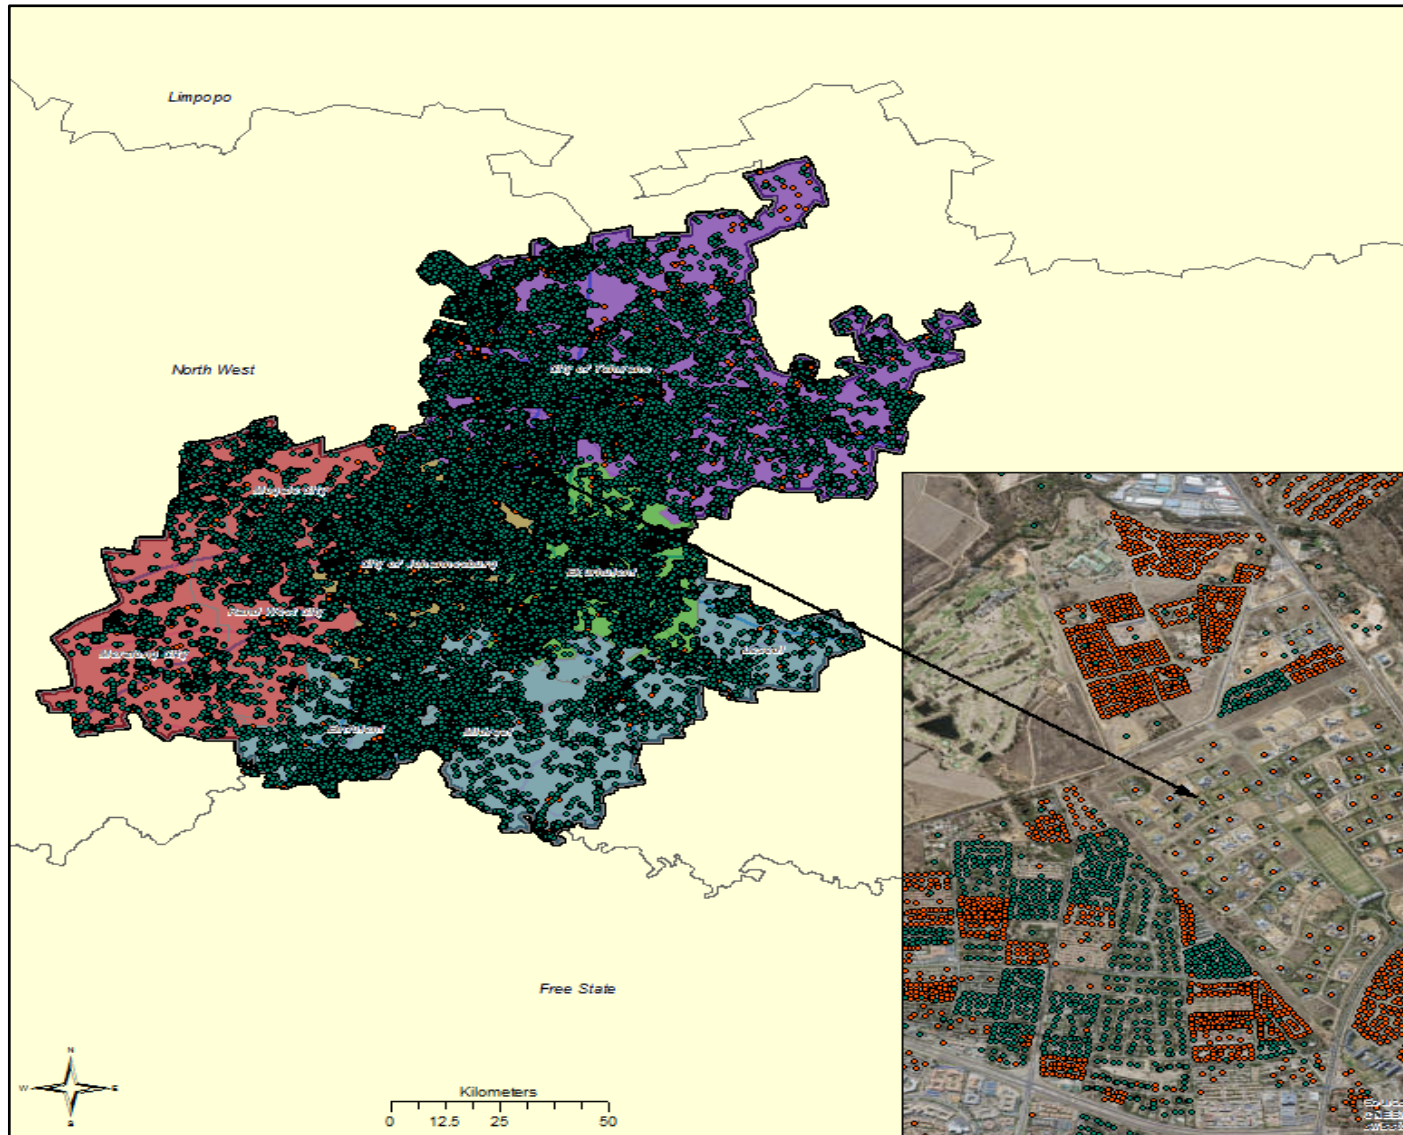 Limpopo
North West
City of Tshwane
Mogale City
City of Johannesburg
Ekurhuleni
Rand West City
Merafong City
Lesedi
Emfuleni
Midvaal
Free State
N
W
E
S
Kilometers
0 12.5 25 50